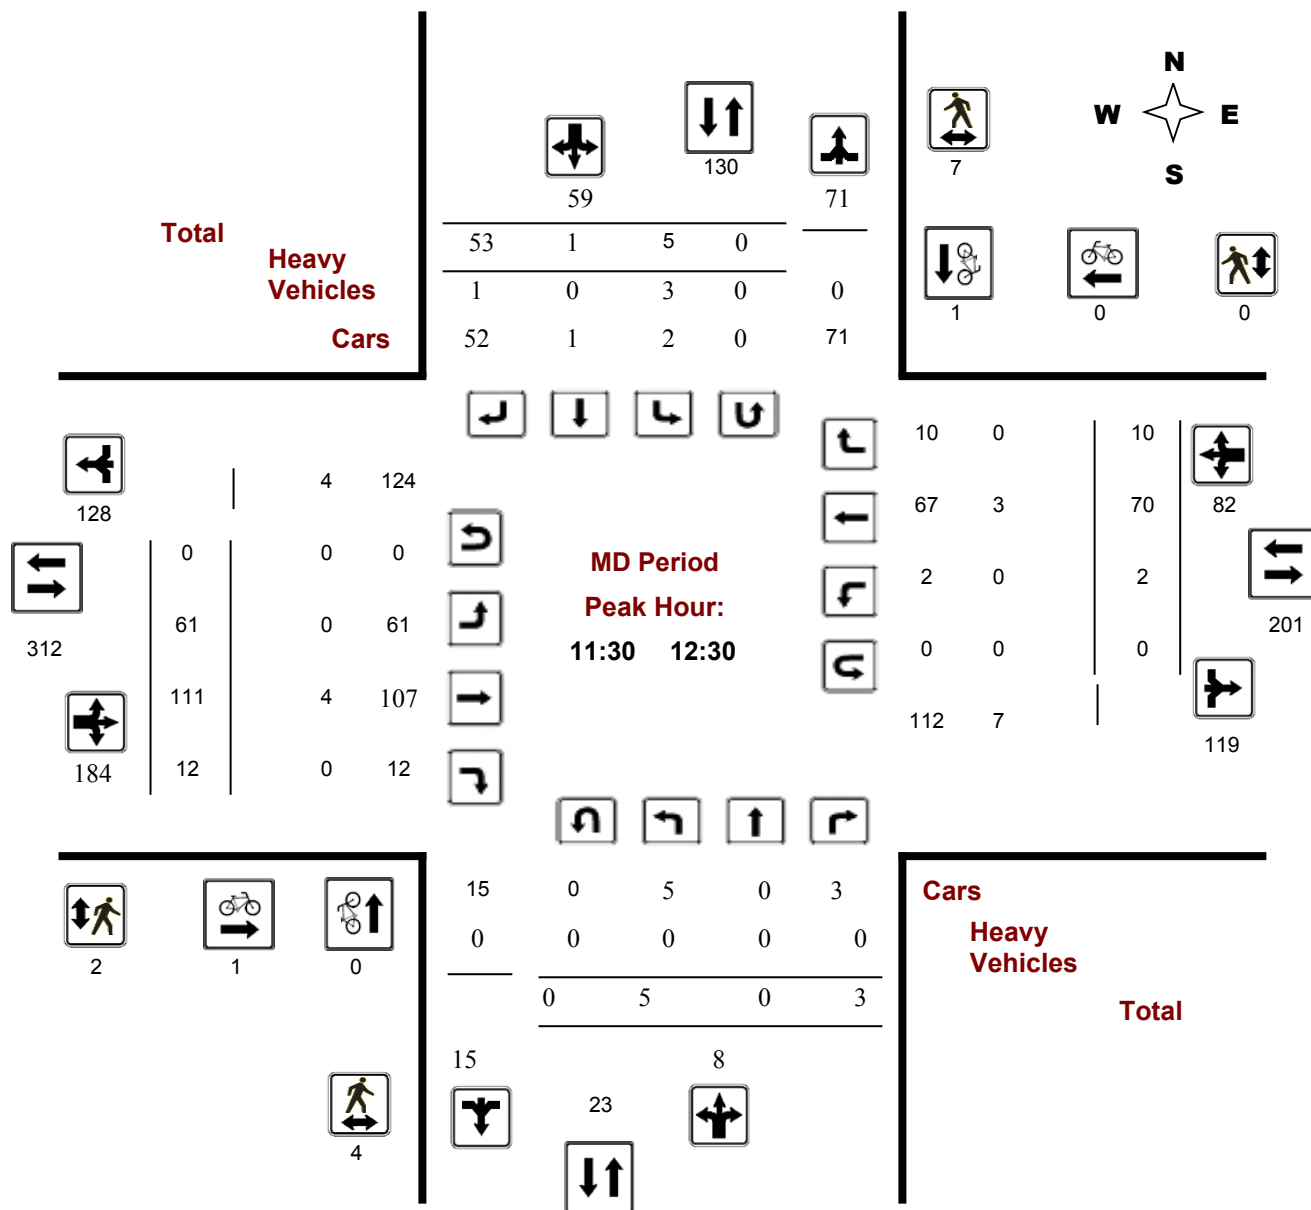 N
W E
S
130
7
59 71
Total 53 1 5 0
Heavy
Vehicles 1 0 3 0 0
1 0 0
Cars 52 1 2 0 71
10 0 10
4 124
128
67 3 70 82
0 0 0
MD Period
2 0 2
Peak Hour:
61 0 61
201
312
11:30 12:30
0 0 0
111 4 107
112 7
119
184 12 0 12
15 0 5 0 3 Cars
0 0 0 0 0 Heavy
Vehicles
2 1 0
0 5 0 3
Total
15 8
23
4